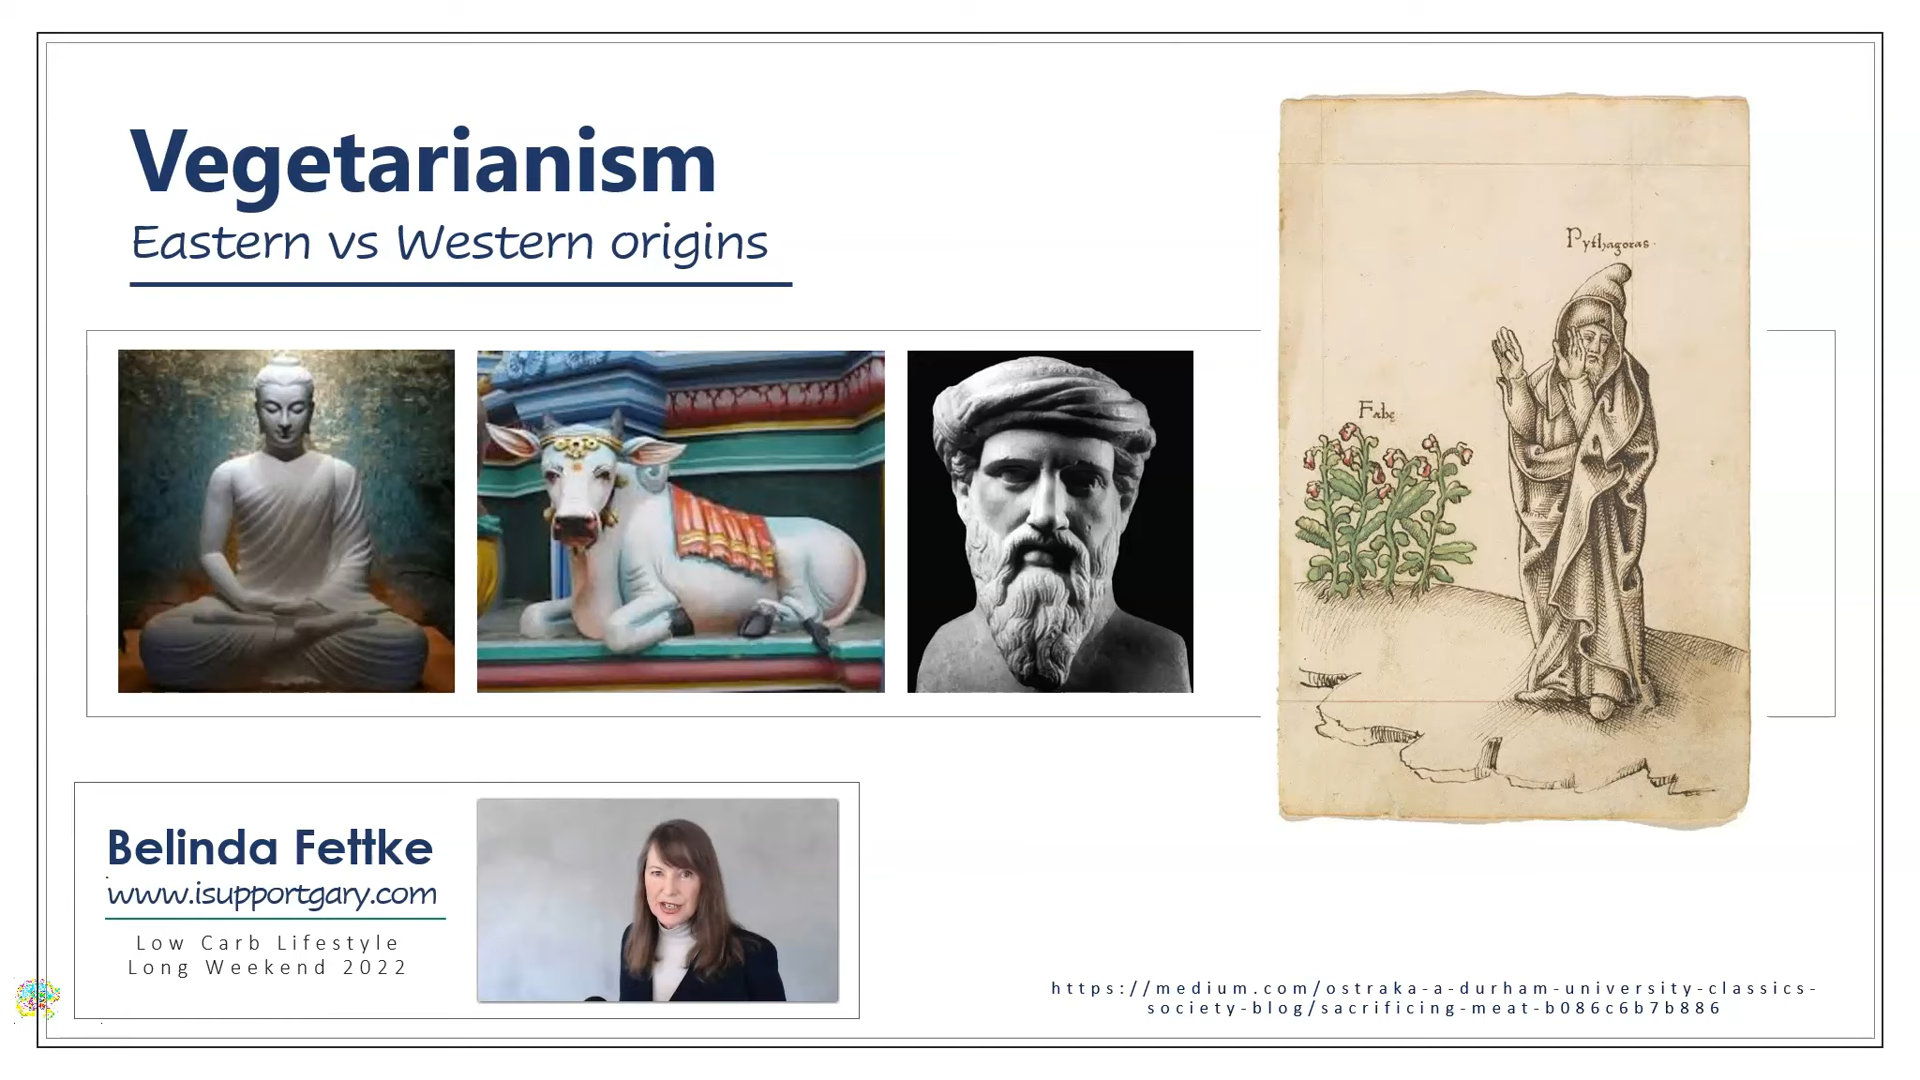 Vegetarianism
Eastern vs Western origins
Pythagoras.
Fabe
Belinda Fettke
www.isupportgary.com
Low Carb Lifestyle
Long Weekend 2022
https://medium.com/ostraka-a-durham-university-classics-
society-blog/sacrificing-meat-b086c6b7b886